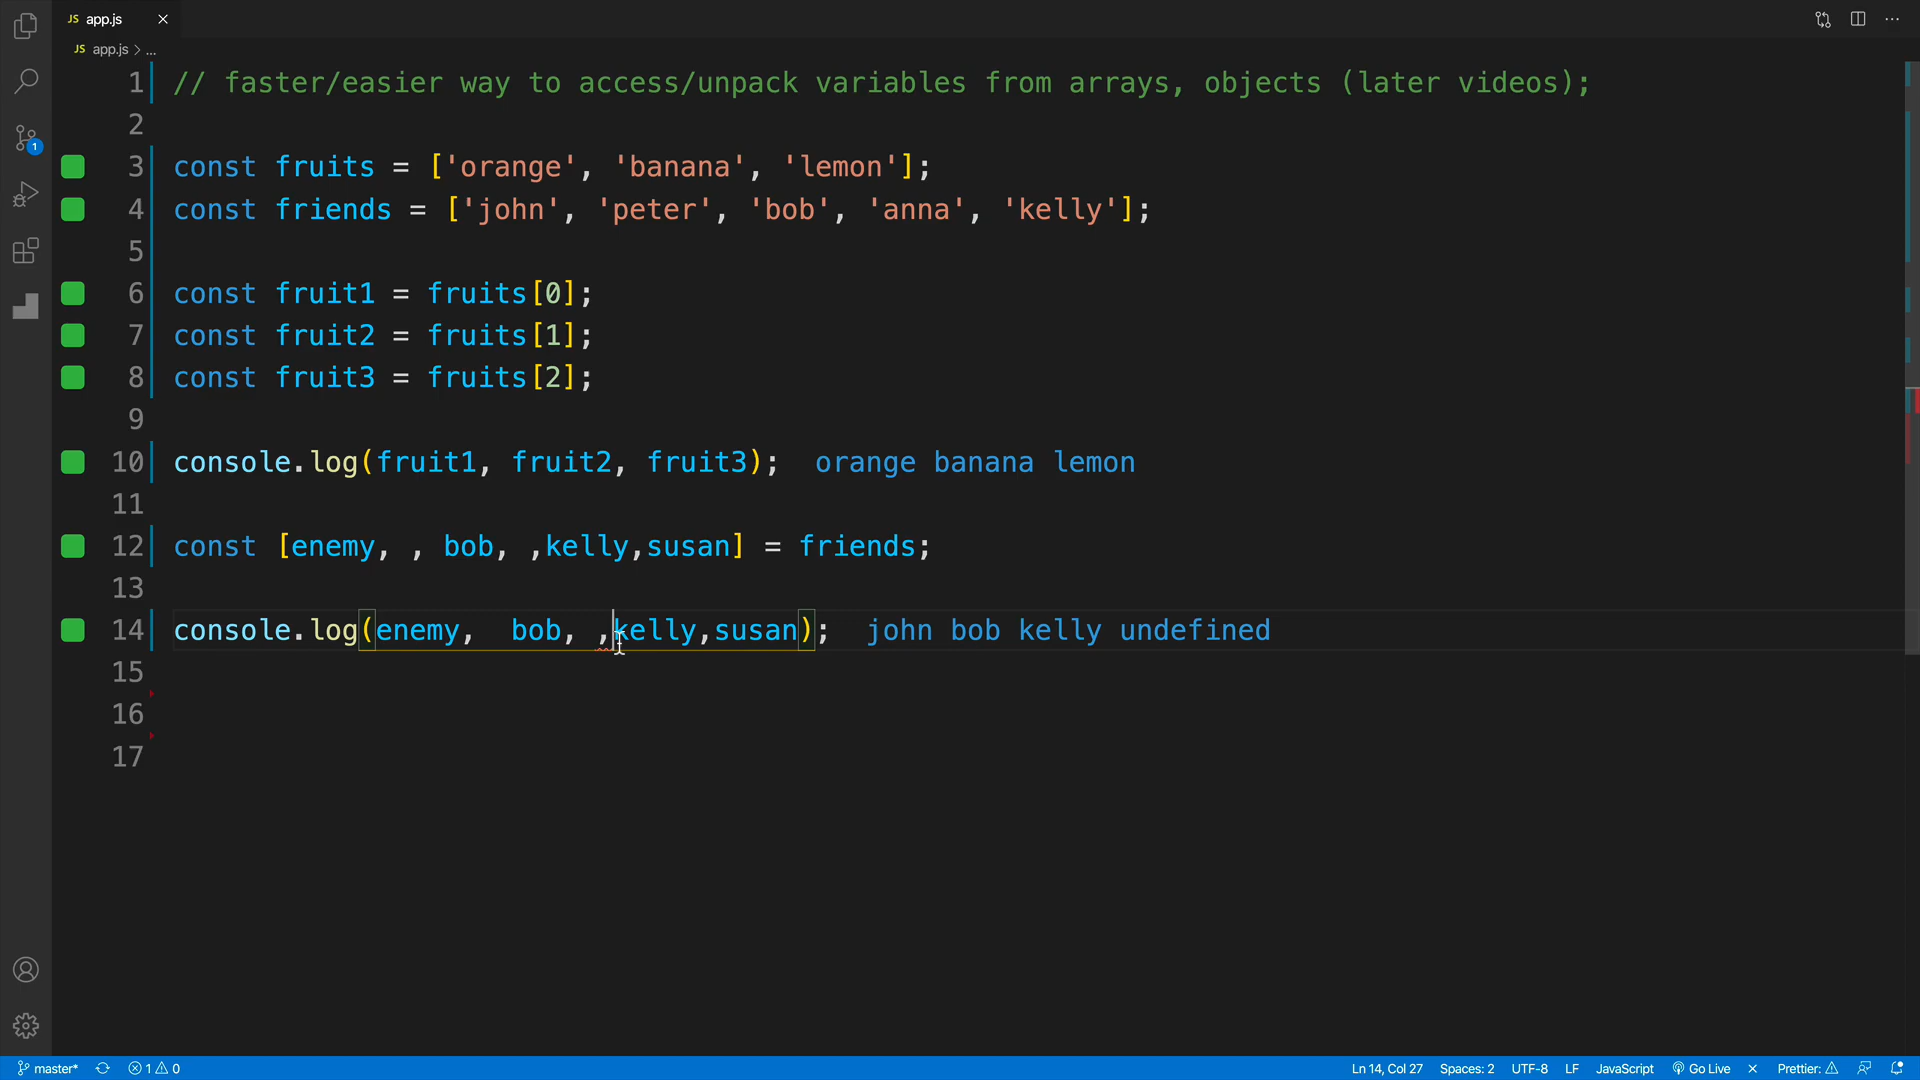 JS app.js ×
JS app.js > ...
1 // faster/easier way to access/unpack variables from arrays, objects (later videos);
2
3 const fruits = ['orange', 'banana', 'lemon'];
4 const friends = ['john', 'peter', 'bob', 'anna', 'kelly'];
5
6 const fruit1 = fruits[0];
7 const fruit2 = fruits[1];
8 const fruit3 = fruits[2];
9
10 console.log(fruit1, fruit2, fruit3); orange banana lemon
11
12 const [enemy, , bob, ,kelly,susan] = friends;
13
14 console.log(enemy,  bob, ,kelly,susan); john bob kelly undefined
15
16
17
1
master* 1 0 Ln 14, Col 27 Spaces: 2 UTF-8 LF JavaScript Go Live × Prettier: